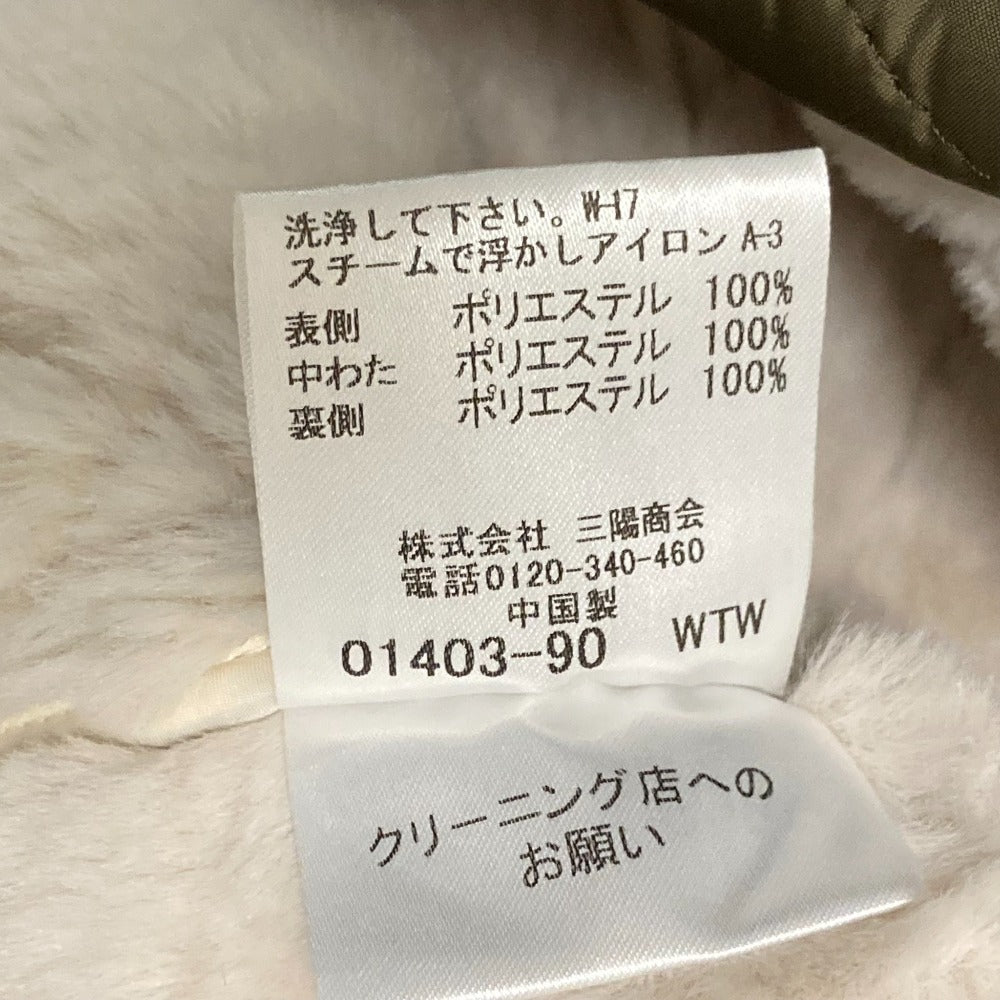 洗浄して下さい。W-17
スチームで浮かしアイロン A-3
表側 ポリエステル 100%
中わた ポリエステル 100%
裏側 ポリエステル 100%
株式会社 三陽商会
電話0120-340-460
中国製
01403-90 WTW
クリーニング店への
お願い